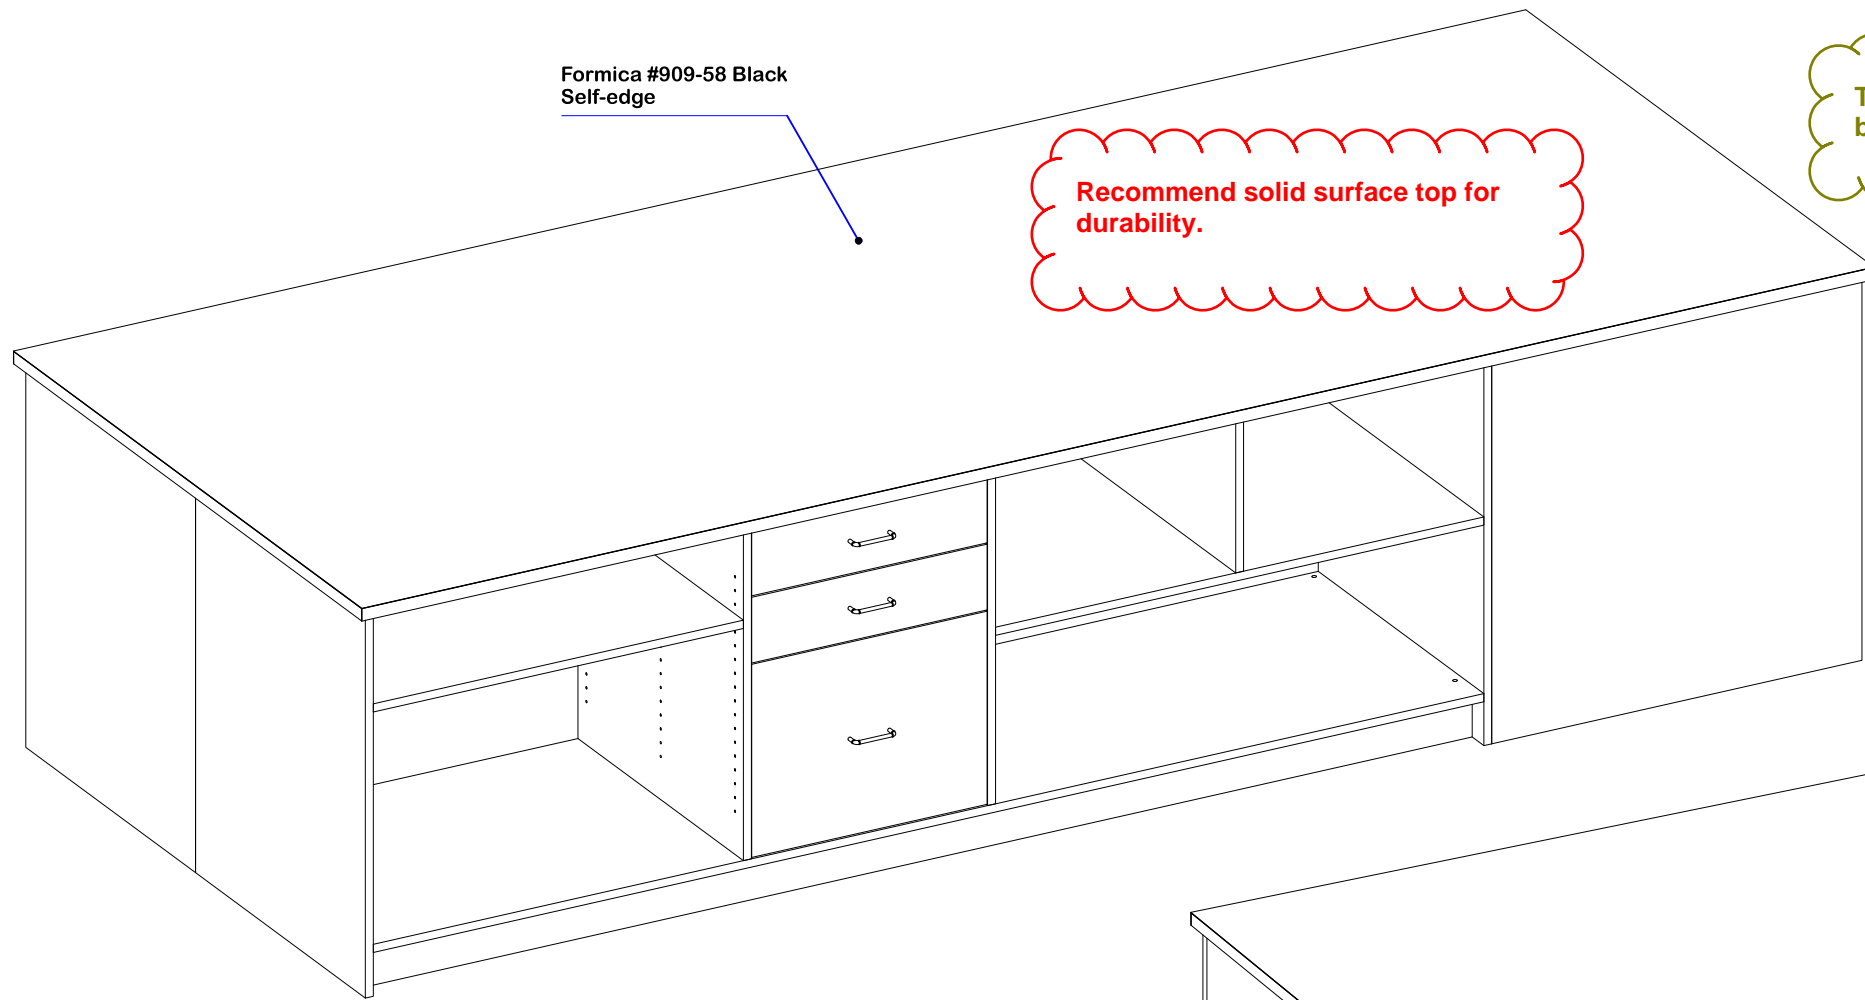 Formica #909-58 Black
Self-edge
Recommend solid surface top for
durability.